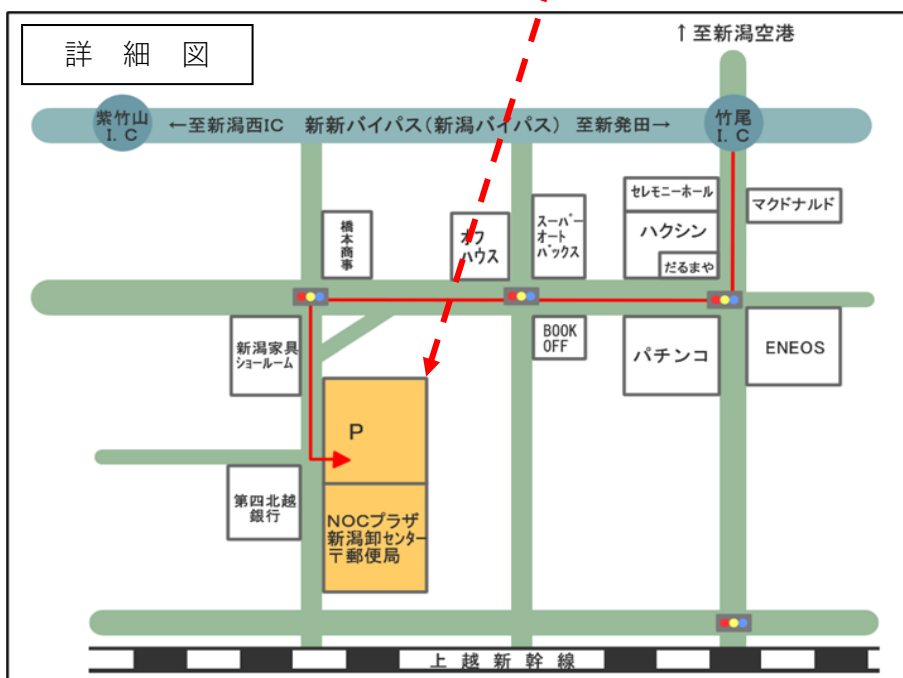 詳 細 図
↑至新潟空港
紫竹山
I. C
←至新潟西IC 新新バイパス(新潟バイパス) 至新発田→
竹尾
I. C
橋本商事
オフ
ハウス
スーパー
オート
バックス
セレモニーホール
ハクシン
だるまや
マクドナルド
新潟家具
ショールーム
BOOK
OFF
パチンコ
ENEOS
P
第四北越
銀行
NOCプラザ
新潟卸センター
〒郵便局
上越新幹線